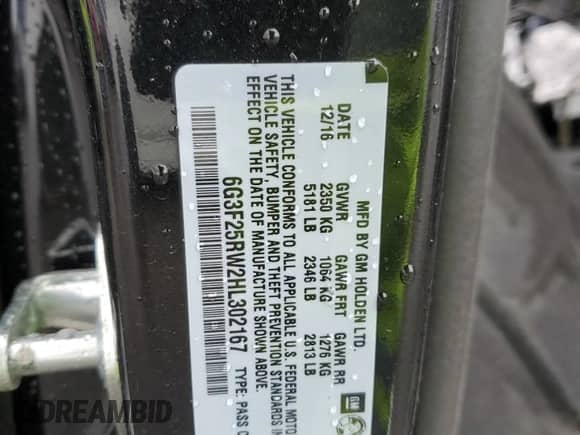 MFD BY GM HOLDEN LTD.
DATE GVWR GAWR FRT GAWR RR
12/16 2350 KG 1064 KG 1276 KG
5181 LB 2346 LB 2813 LB
THIS VEHICLE CONFORMS TO ALL APPLICABLE U.S. FEDERAL MOTO
VEHICLE SAFETY, BUMPER AND THEFT PREVENTION STANDARDS IN
EFFECT ON THE DATE OF MANUFACTURE SHOWN ABOVE.
6G3F25RW2HL302167 TYPE: PASS C
GM
DREAMBID